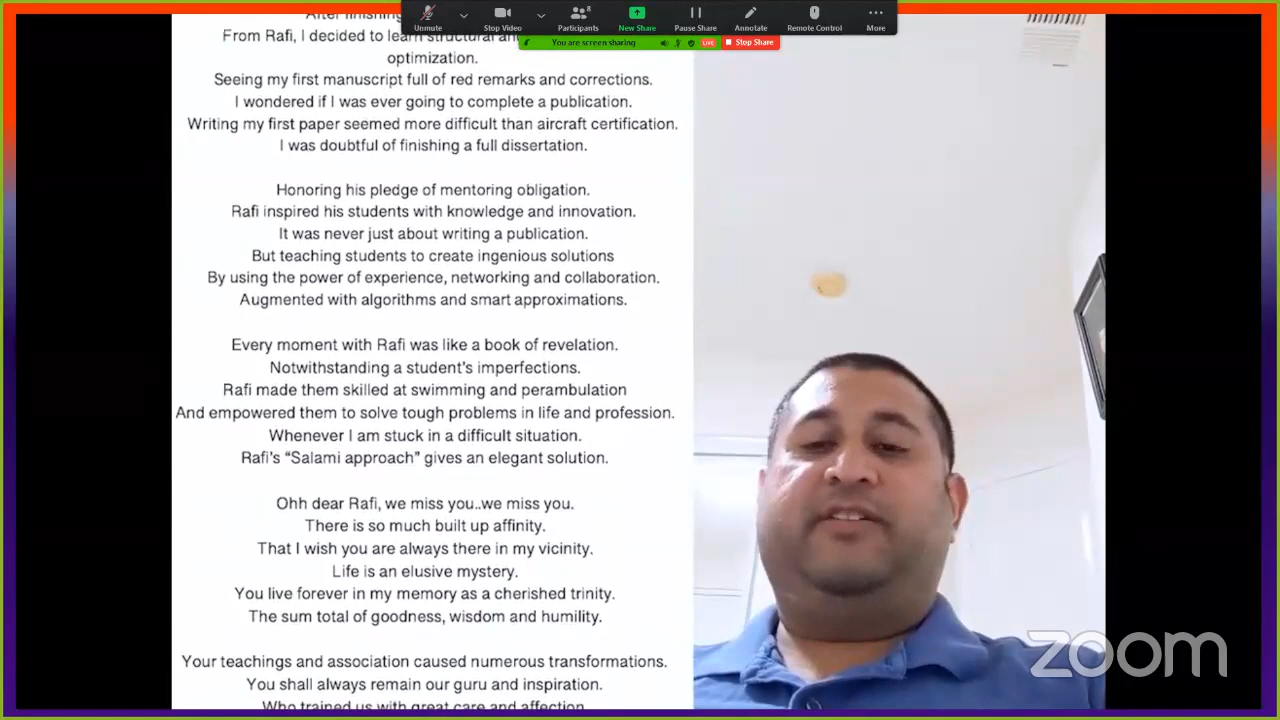 Unmute
Stop Video
Participants
8
New Share
Pause Share
Annotate
Remote Control
More
You are screen sharing
LIVE
Stop Share
After finishing
From Rafi, I decided to learn structural
optimization.
Seeing my first manuscript full of red remarks and corrections.
I wondered if I was ever going to complete a publication.
Writing my first paper seemed more difficult than aircraft certification.
I was doubtful of finishing a full dissertation.
Honoring his pledge of mentoring obligation.
Rafi inspired his students with knowledge and innovation.
It was never just about writing a publication.
But teaching students to create ingenious solutions
By using the power of experience, networking and collaboration.
Augmented with algorithms and smart approximations.
Every moment with Rafi was like a book of revelation.
Notwithstanding a student's imperfections.
Rafi made them skilled at swimming and perambulation
And empowered them to solve tough problems in life and profession.
Whenever I am stuck in a difficult situation.
Rafi's “Salami approach” gives an elegant solution.
Ohh dear Rafi, we miss you..we miss you.
There is so much built up affinity.
That I wish you are always there in my vicinity.
Life is an elusive mystery.
You live forever in my memory as a cherished trinity.
The sum total of goodness, wisdom and humility.
Your teachings and association caused numerous transformations.
You shall always remain our guru and inspiration.
Who trained us with great care and affection
zoom